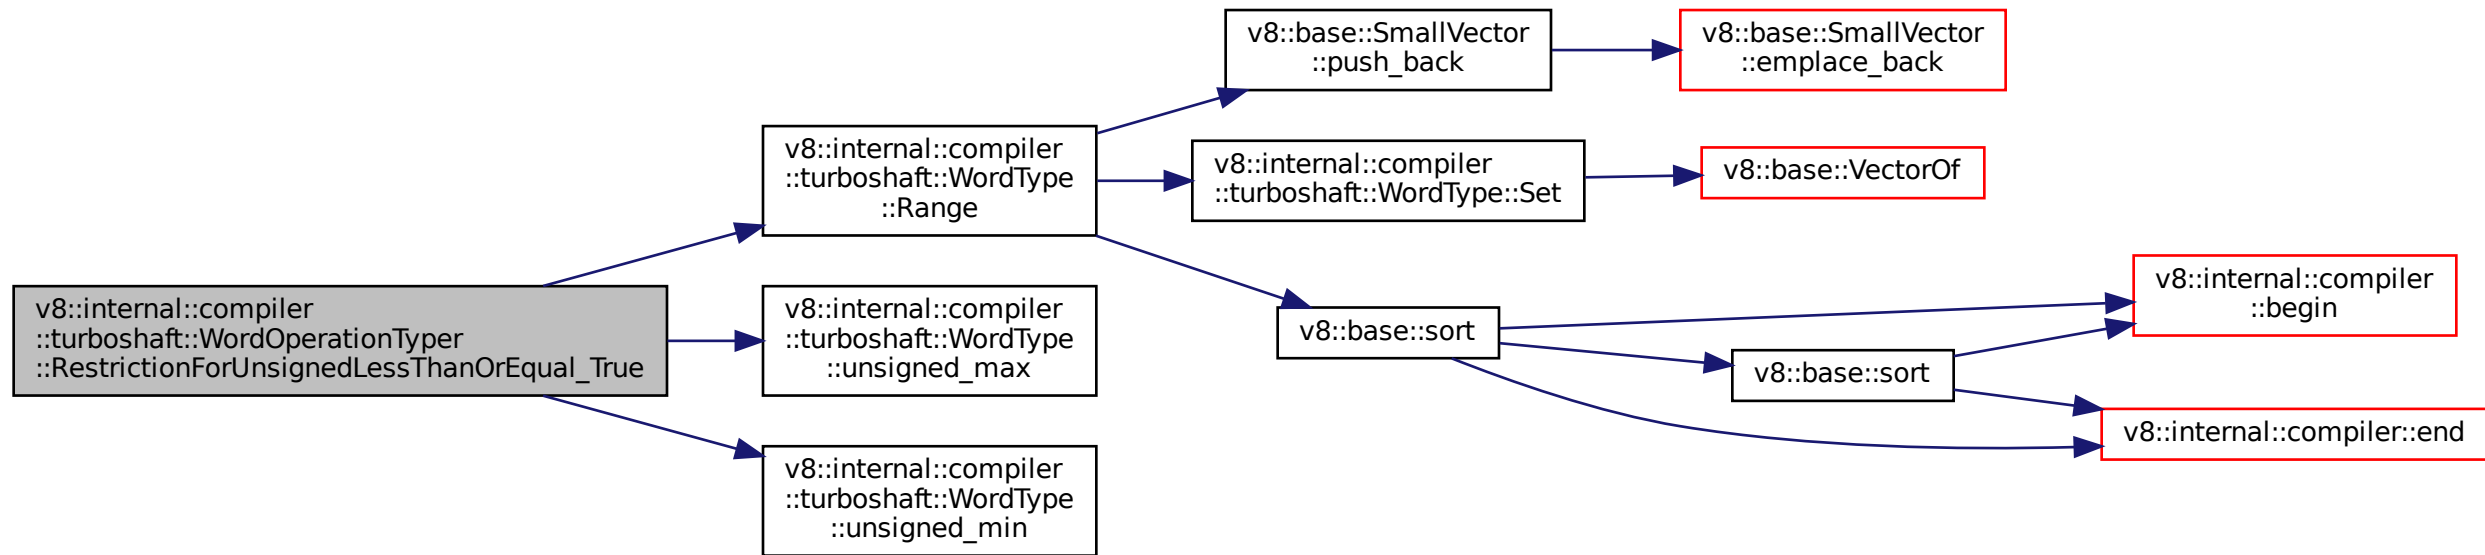 v8::internal::compiler
::turboshaft::WordOperationTyper
::RestrictionForUnsignedLessThanOrEqual_True
v8::internal::compiler
::turboshaft::WordType
::Range
v8::internal::compiler
::turboshaft::WordType
::unsigned_max
v8::internal::compiler
::turboshaft::WordType
::unsigned_min
v8::base::SmallVector
::push_back
v8::internal::compiler
::turboshaft::WordType::Set
v8::base::sort
v8::base::SmallVector
::emplace_back
v8::base::VectorOf
v8::base::sort
v8::internal::compiler
::begin
v8::internal::compiler::end